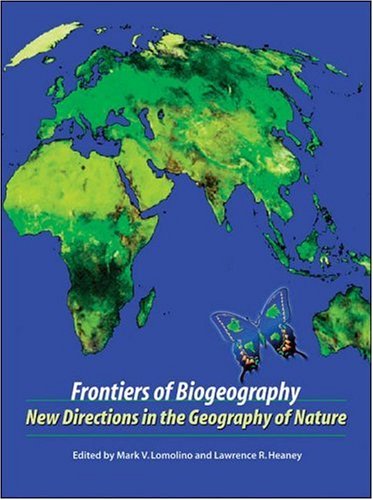 Frontiers of Biogeography
New Directions in the Geography of Nature
Edited by Mark V. Lomolino and Lawrence R. Heaney